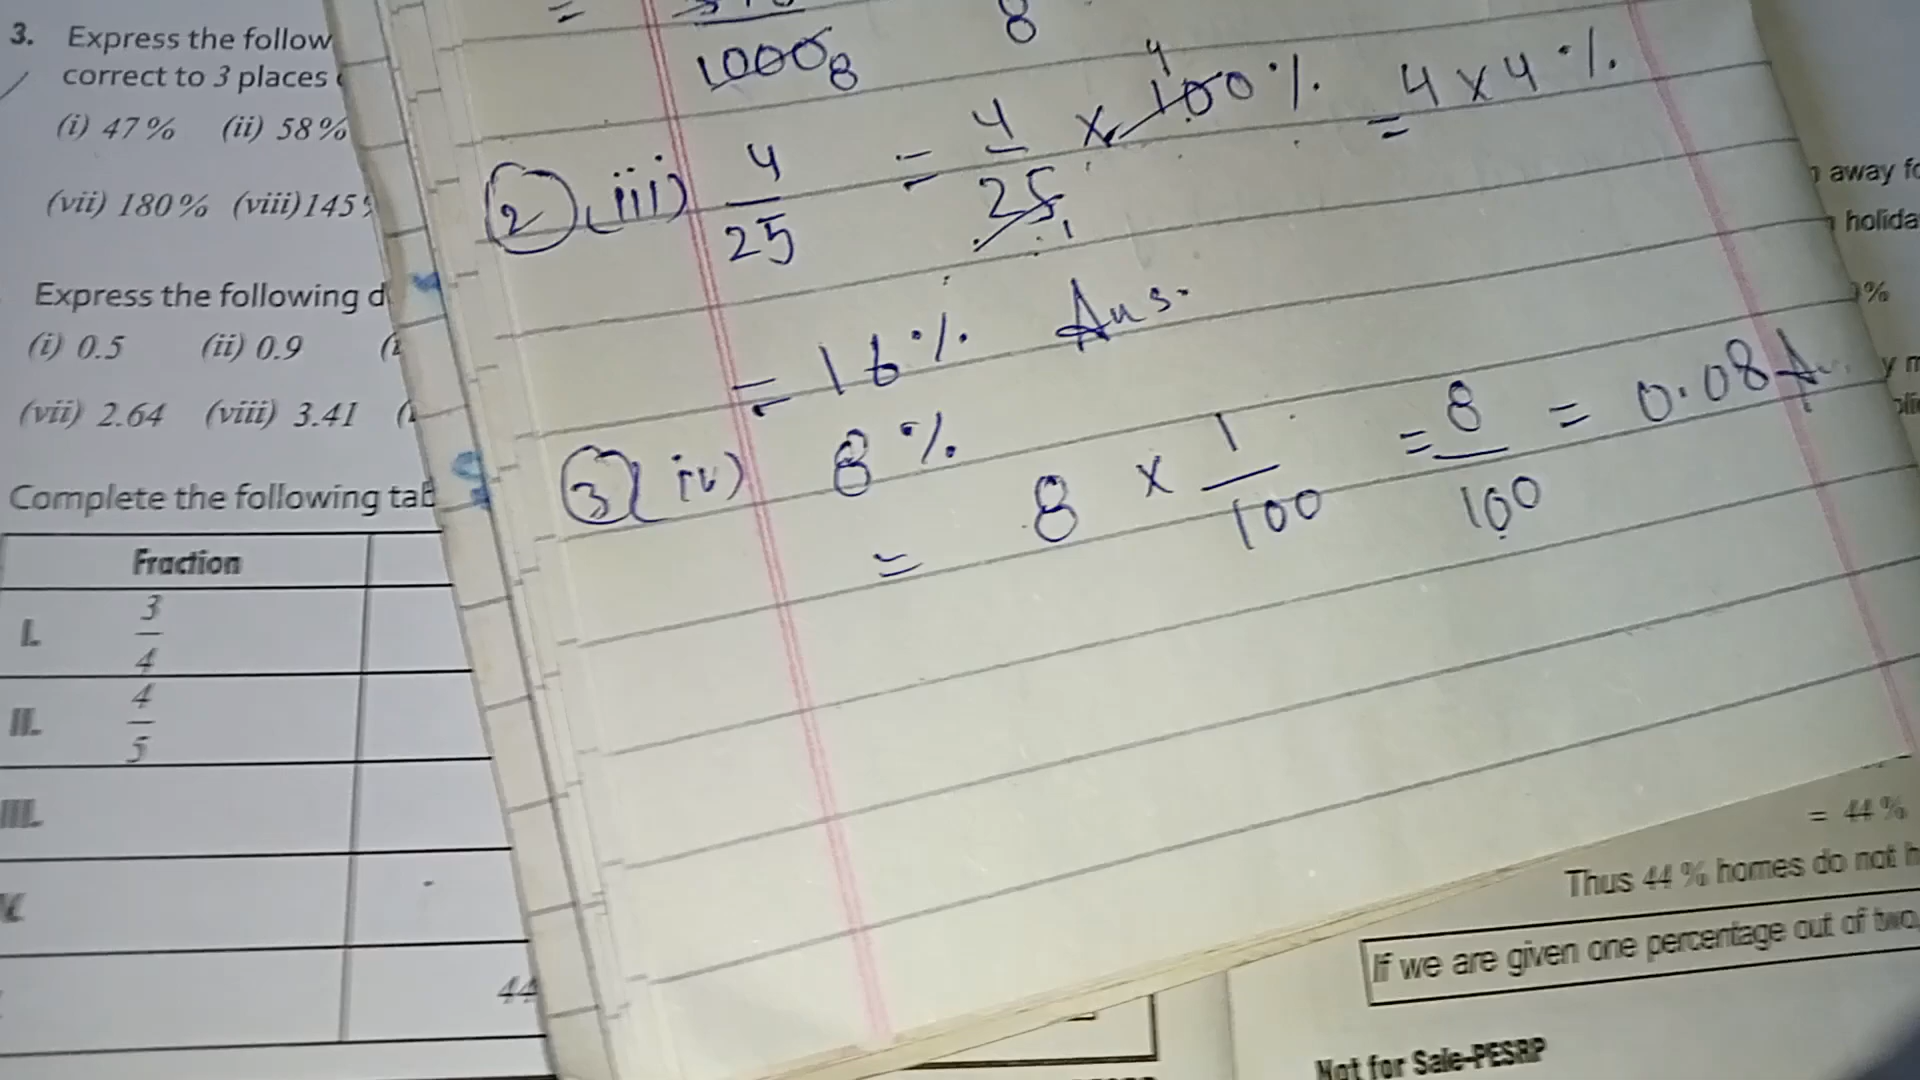 3. Express the follow
correct to 3 places
(i) 47% (ii) 58%
(vii) 180% (viii) 145
Express the following d
(i) 0.5 (ii) 0.9
(vii) 2.64 (viii) 3.41
Complete the following tab
Fraction
I. 3/4
II. 4/5
III.
44
= 1000 8 8
2 (iii) 4/25 = 4/25 1 × 100 4 % = 4 × 4 %
= 16 % Ans.
3 (iv) 8 %
= 8 × 1/100 = 8/100 = 0.08
away fo
holida
%
y m
= 44 %
Thus 44 % homes do not h
If we are given one percentage out of two,
Not for Sale-PESRP